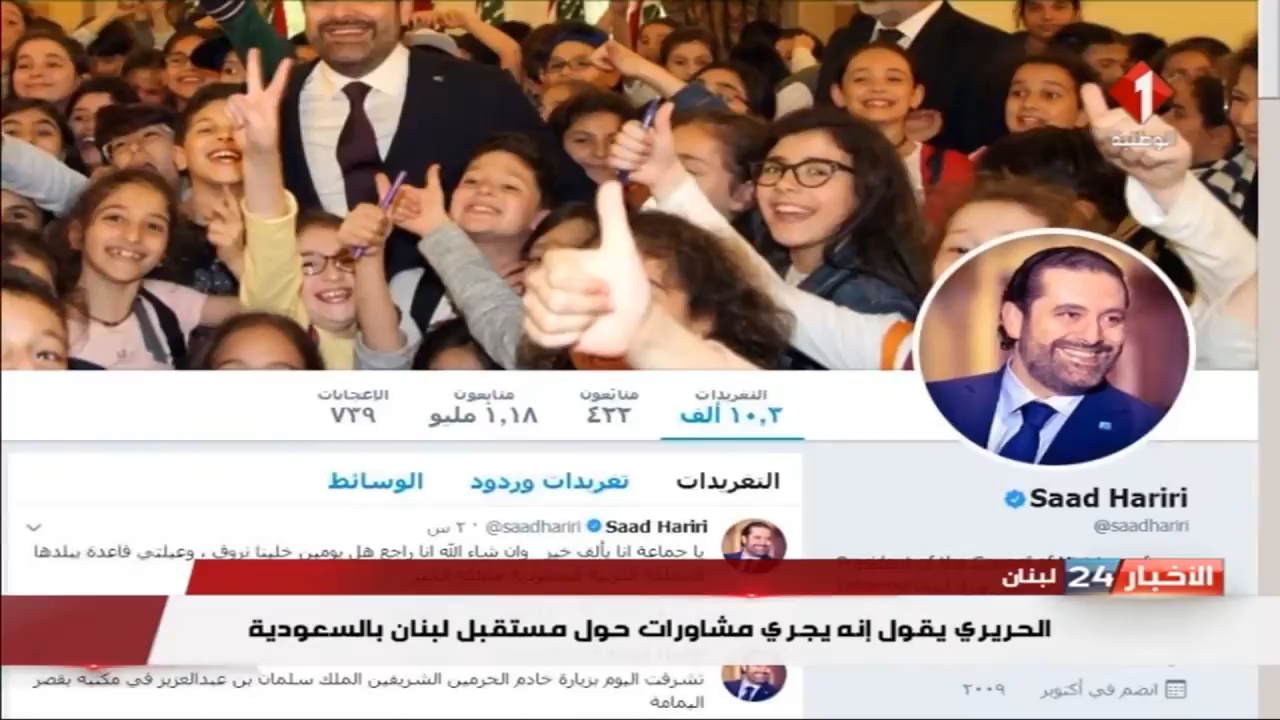 1
الوطنية
التغريدات
متابَعون
متابعون
الإعجابات
١٠٫٣ ألف
٤٢٢
١٫١٨ مليو
٧٣٩
التغريدات
تغريدات وردود
الوسائط
Saad Hariri
@saadhariri
Saad Hariri @saadhariri ٢٠ س
يا جماعة انا بألف خير وان شاء الله انا راجع هل يومين خلينا نروق ، وعيلتي قاعدة ببلدها
الأخبار 24
لبنان
الحريري يقول إنه يجري مشاورات حول مستقبل لبنان بالسعودية
تشرفت اليوم بزيارة خادم الحرمين الشريفين الملك سلمان بن عبدالعزيز في مكتبه بقصر
اليمامة
انضم في أكتوبر ٢٠٠٩